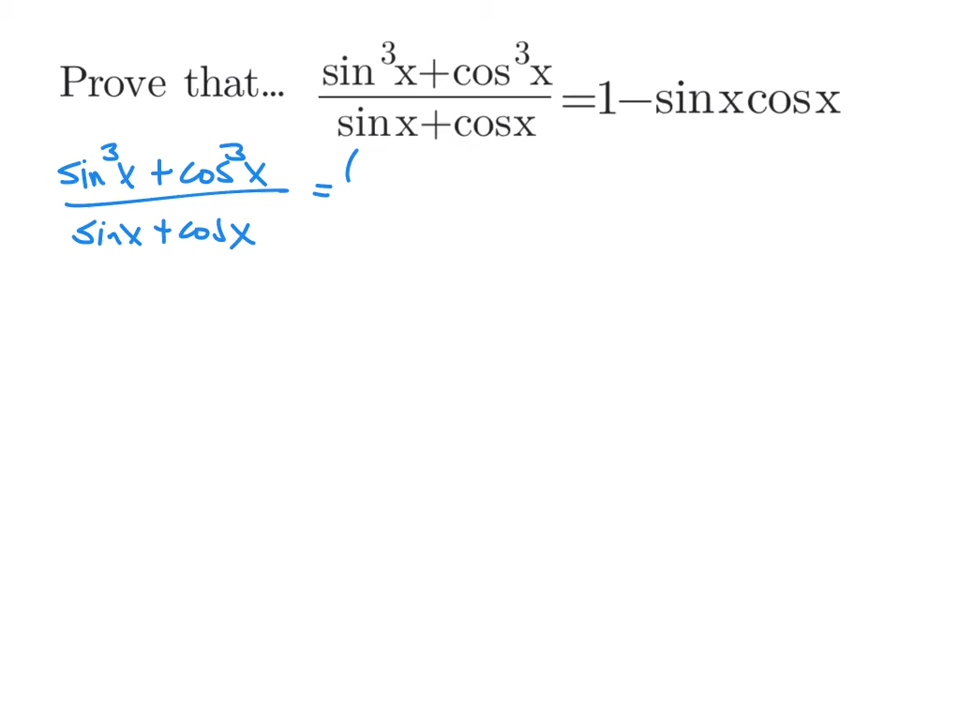 Prove that... sin³x+cos³x / sinx+cosx =1−sinxcosx
sin³x + cos³x / sinx + cosx = (